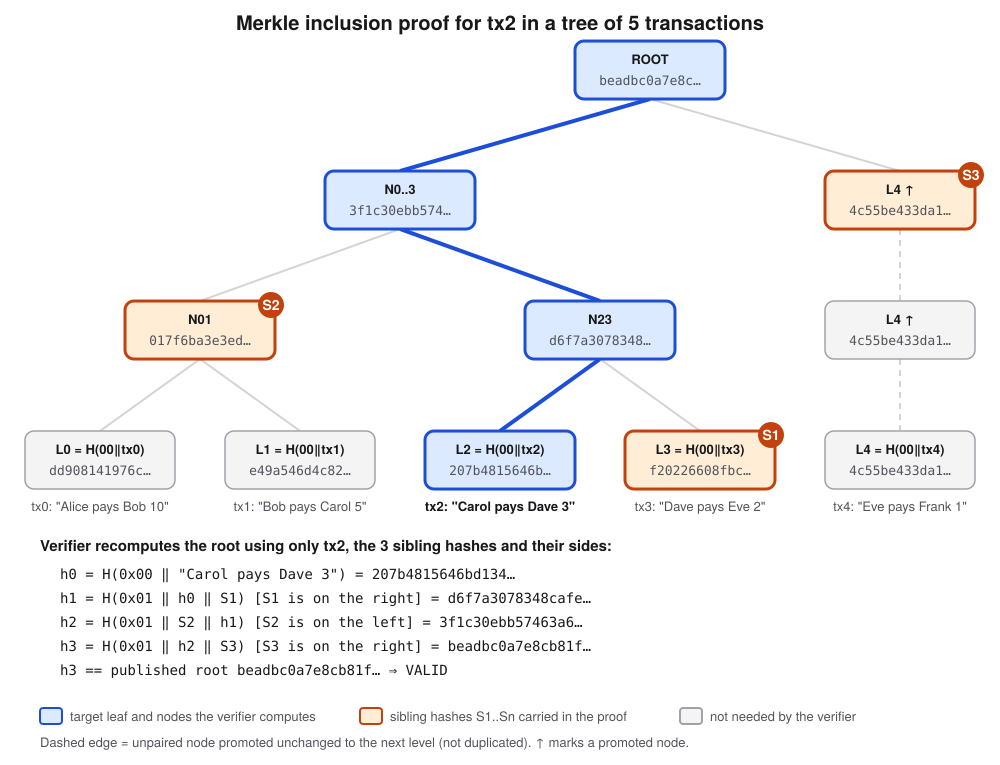 Merkle inclusion proof for tx2 in a tree of 5 transactions
ROOT
beadbc0a7e8c…
N0..3
3f1c30ebb574…
S3
L4 ↑
4c55be433da1…
S2
N01
017f6ba3e3ed…
N23
d6f7a3078348…
L4 ↑
4c55be433da1…
L0 = H(00‖tx0)
dd908141976c…
L1 = H(00‖tx1)
e49a546d4c82…
L2 = H(00‖tx2)
207b4815646b…
S1
L3 = H(00‖tx3)
f20226608fbc…
L4 = H(00‖tx4)
4c55be433da1…
tx0: "Alice pays Bob 10"
tx1: "Bob pays Carol 5"
tx2: "Carol pays Dave 3"
tx3: "Dave pays Eve 2"
tx4: "Eve pays Frank 1"
Verifier recomputes the root using only tx2, the 3 sibling hashes and their sides:
h0 = H(0x00 ‖ "Carol pays Dave 3") = 207b4815646bd134…
h1 = H(0x01 ‖ h0 ‖ S1) [S1 is on the right] = d6f7a3078348cafe…
h2 = H(0x01 ‖ S2 ‖ h1) [S2 is on the left] = 3f1c30ebb57463a6…
h3 = H(0x01 ‖ h2 ‖ S3) [S3 is on the right] = beadbc0a7e8cb81f…
h3 == published root beadbc0a7e8cb81f… ⇒ VALID
target leaf and nodes the verifier computes
sibling hashes S1..Sn carried in the proof
not needed by the verifier
Dashed edge = unpaired node promoted unchanged to the next level (not duplicated). ↑ marks a promoted node.